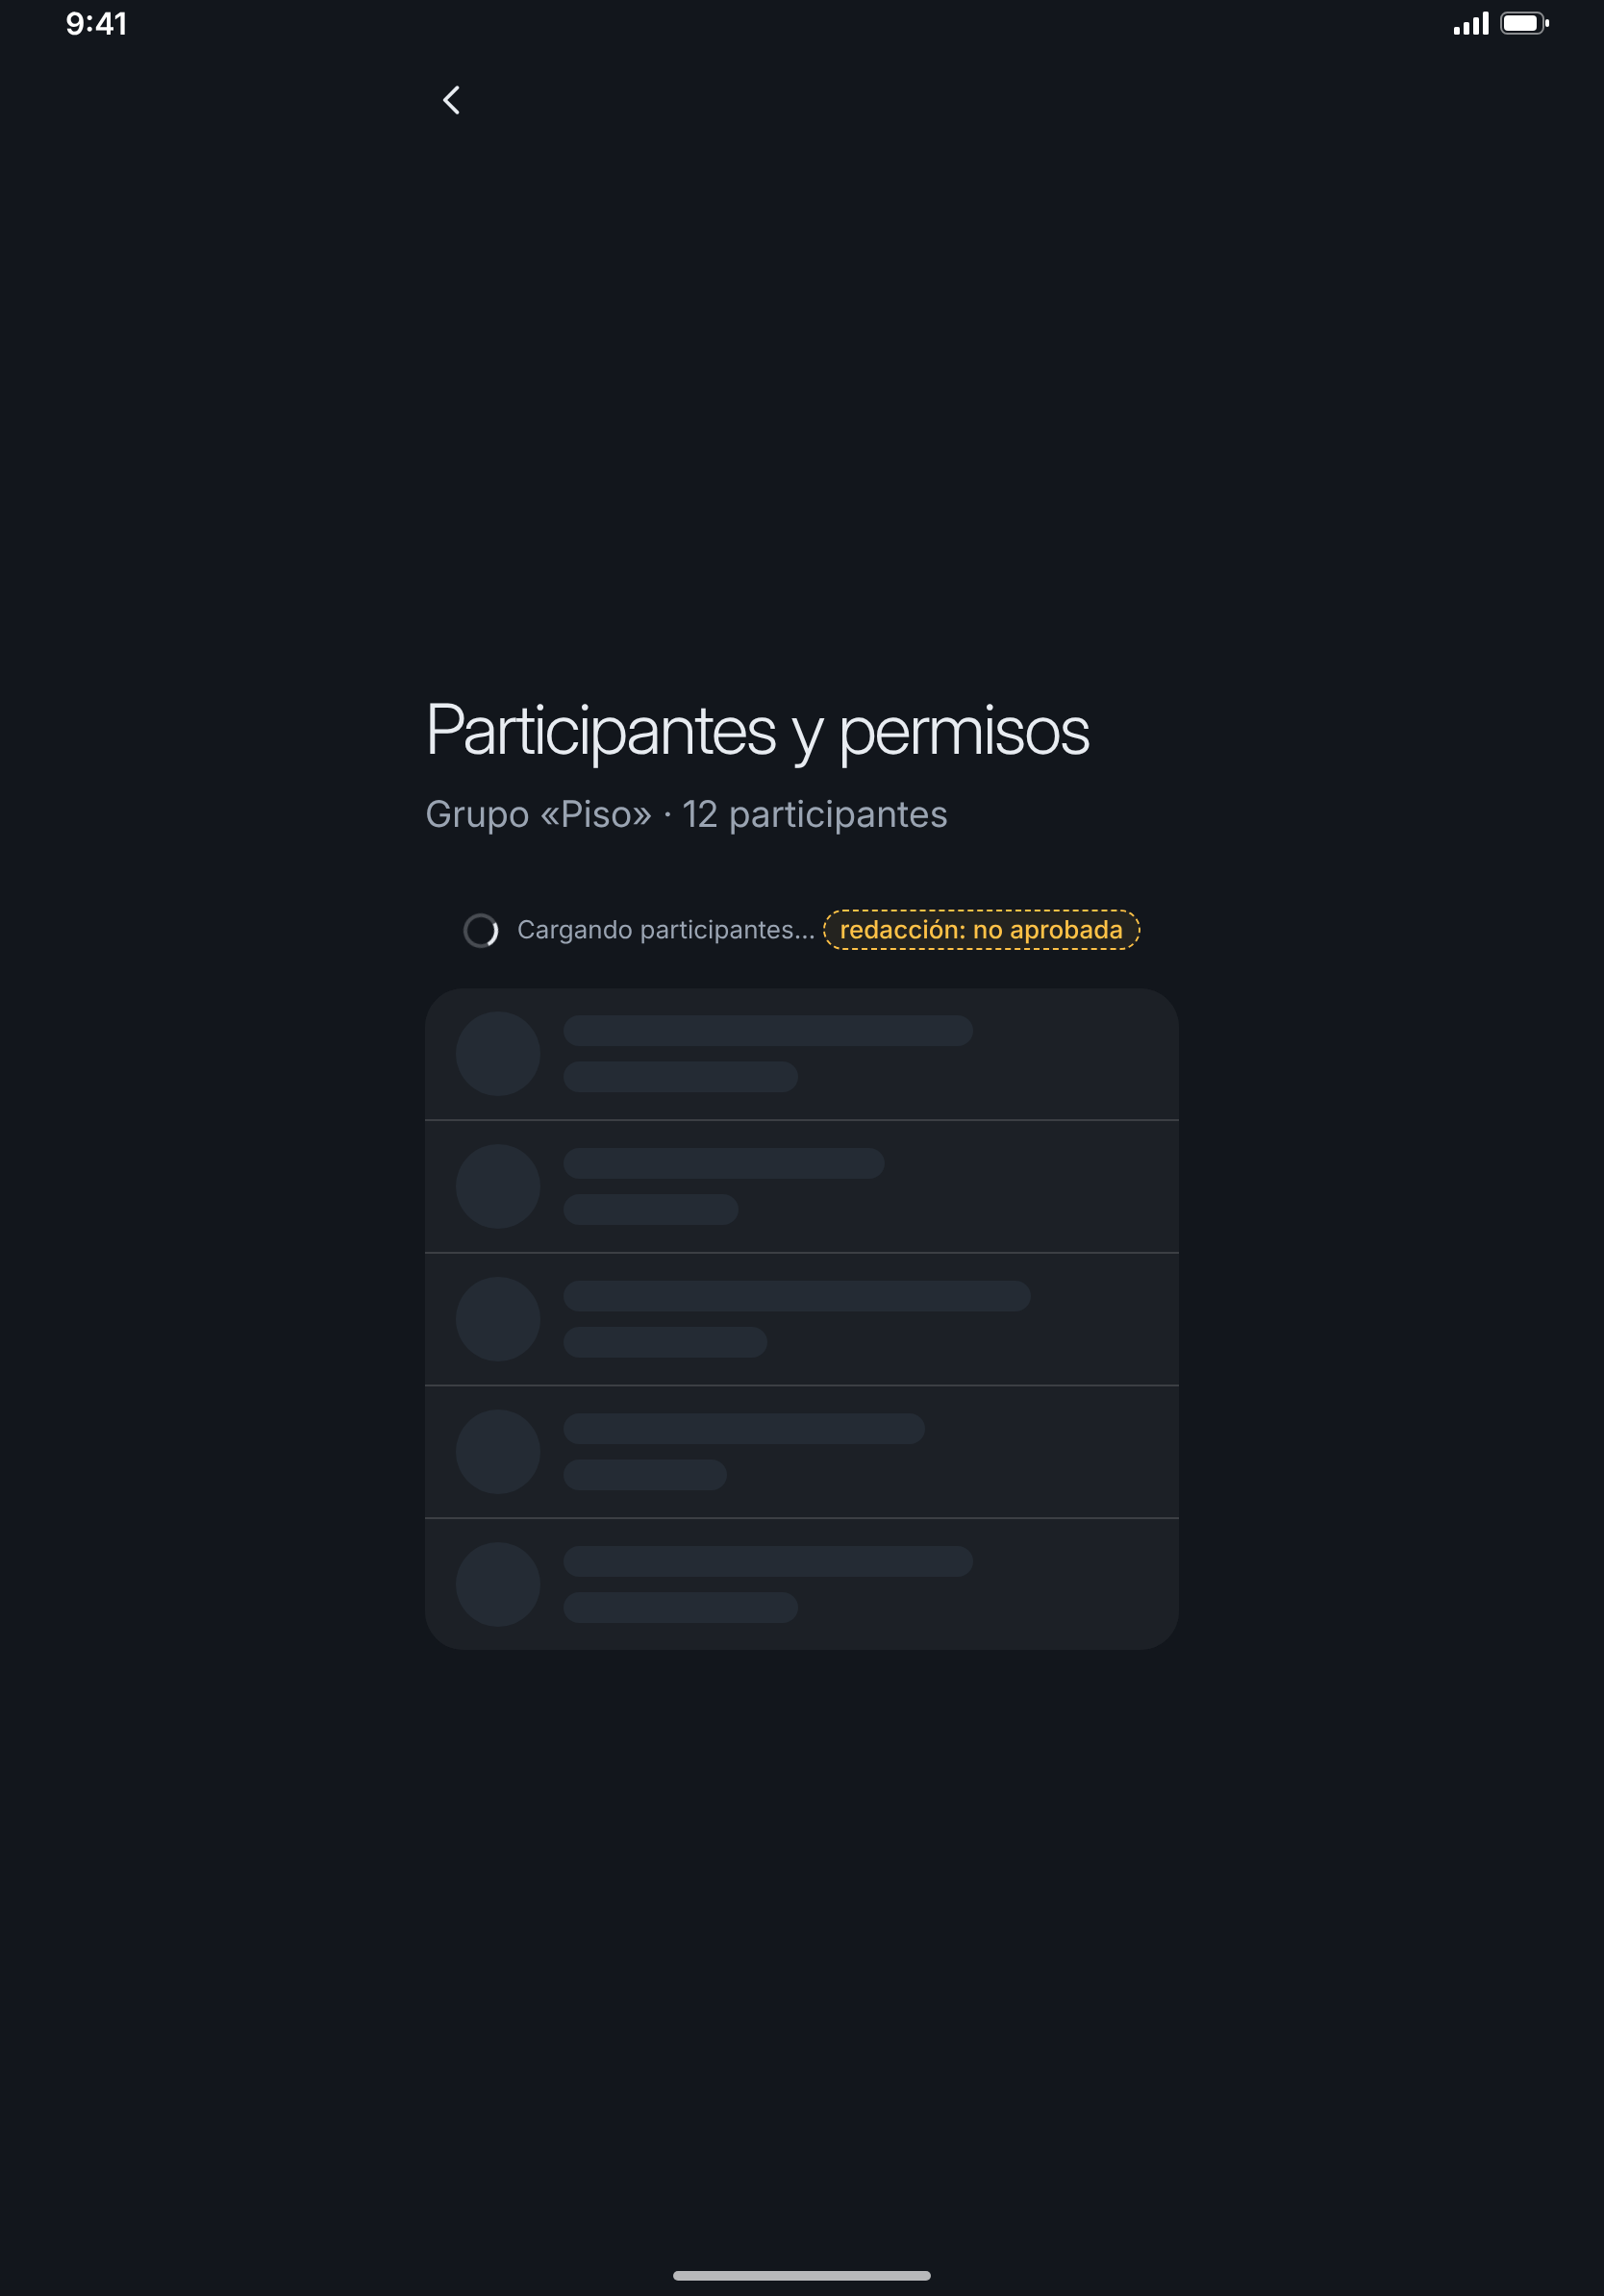 9:41
Participantes y permisos
Grupo «Piso» · 12 participantes
Cargando participantes... redacción: no aprobada